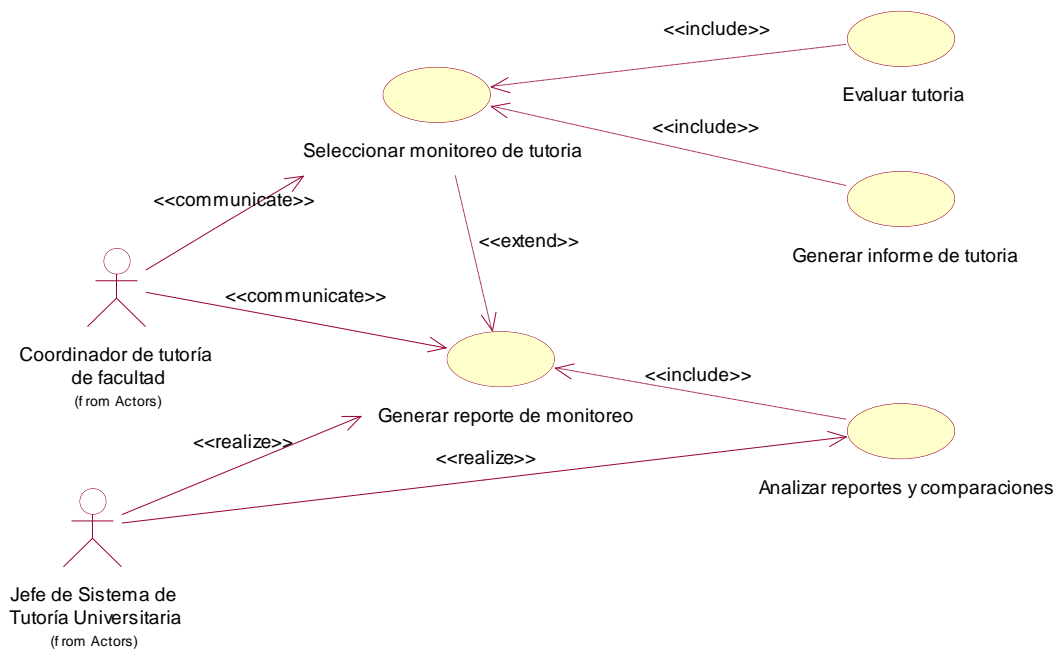 <<include>>
Evaluar tutoria
<<include>>
Seleccionar monitoreo de tutoria
<<communicate>>
<<extend>>
Generar informe de tutoria
<<communicate>>
Coordinador de tutoría
de facultad
(from Actors)
<<include>>
Generar reporte de monitoreo
<<realize>>
<<realize>>
Analizar reportes y comparaciones
Jefe de Sistema de
Tutoría Universitaria
(from Actors)